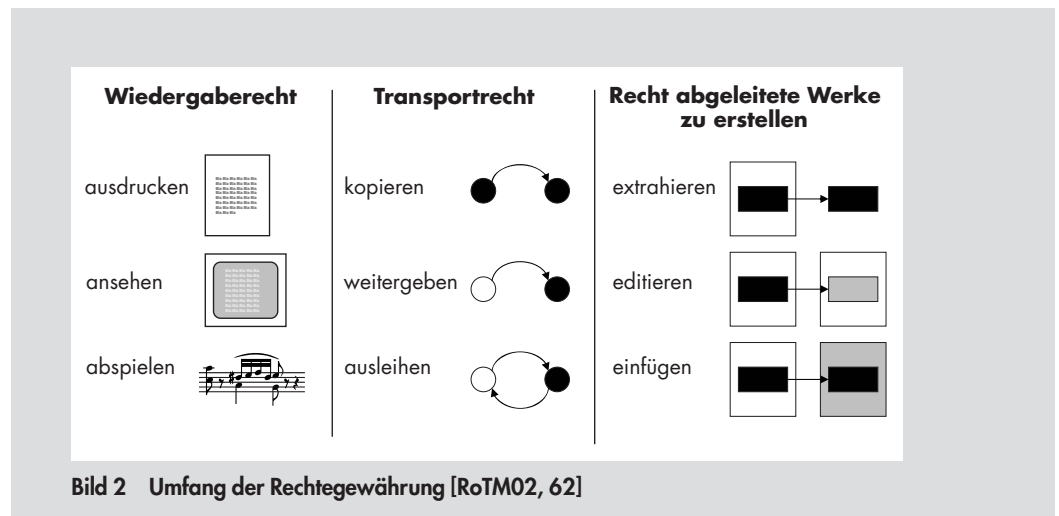 Wiedergaberecht
ausdrucken
ansehen
abspielen
Transportrecht
kopieren
weitergeben
ausleihen
Recht abgeleitete Werke
zu erstellen
extrahieren
editieren
einfügen
Bild 2 Umfang der Rechtegewährung [RoTM02, 62]